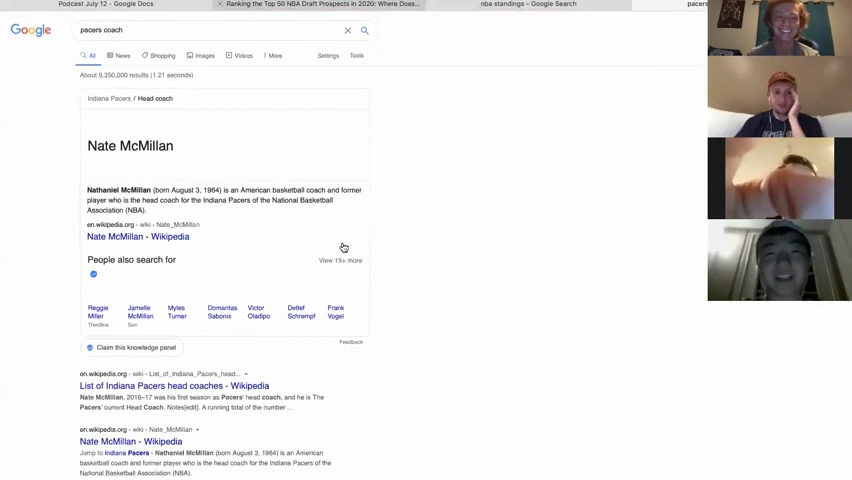 Podcast July 12 - Google Docs
Ranking the Top 50 NBA Draft Prospects in 2020: Where Does...
nba standings - Google Search
pacers
Google
pacers coach
All News Shopping Images Videos More Settings Tools
About 9,350,000 results (1.21 seconds)
Indiana Pacers / Head coach
Nate McMillan
Nathaniel McMillan (born August 3, 1964) is an American basketball coach and former
player who is the head coach for the Indiana Pacers of the National Basketball
Association (NBA).
en.wikipedia.org › wiki › Nate_McMillan
Nate McMillan - Wikipedia
People also search for
View 15+ more
Reggie Miller
Trendline
Jamelle McMillan
Son
Myles Turner
Domantas Sabonis
Victor Oladipo
Detlef Schrempf
Frank Vogel
Claim this knowledge panel
Feedback
en.wikipedia.org › wiki › List_of_Indiana_Pacers_head...
List of Indiana Pacers head coaches - Wikipedia
Nate McMillan. 2016–17 was his first season as Pacers' head coach, and he is The
Pacers' current Head Coach. Notes[edit]. A running total of the number ...
en.wikipedia.org › wiki › Nate_McMillan
Nate McMillan - Wikipedia
Jump to Indiana Pacers - Nathaniel McMillan (born August 3, 1964) is an American
basketball coach and former player who is the head coach for the Indiana Pacers of the
National Basketball Association (NBA).